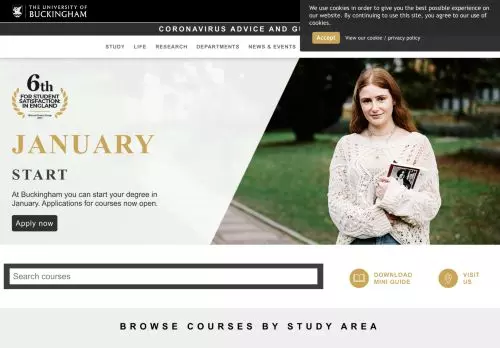 THE UNIVERSITY OF
BUCKINGHAM
We use cookies in order to give you the best possible experience on
our website. By continuing to use this site, you agree to our use of
cookies.
Accept
View our cookie / privacy policy
CORONAVIRUS ADVICE AND GU
STUDY LIFE RESEARCH DEPARTMENTS NEWS & EVENTS
6th
FOR STUDENT
SATISFACTION
IN ENGLAND
JANUARY
START
At Buckingham you can start your degree in
January. Applications for courses now open.
Apply now
Search courses
DOWNLOAD
MINI GUIDE
VISIT
US
BROWSE COURSES BY STUDY AREA